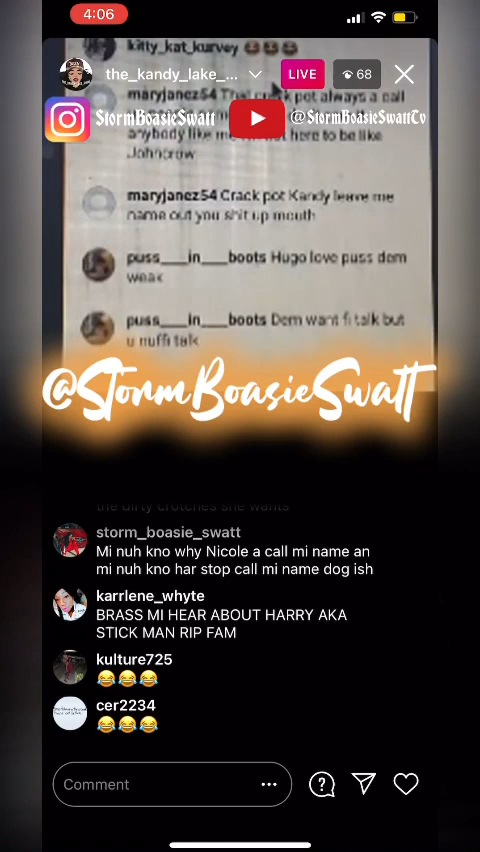 4:06
kitty_kat_kurvey 😂😂😂
the_kandy_lake_...
LIVE
68
maryjanez54 That crack pot always a call
StormBoasieSwatt
@StormBoasieSwattTv
anybody like me here to be like
Johncrow
maryjanez54 Crack pot Kandy leave me
name out you shit up mouth
puss___in___boots Hugo love puss dem
weak
puss___in___boots Dem want fi talk but
u nuffi talk
@StormBoasieSwatt
the dirty crotches she wants
storm_boasie_swatt
Mi nuh kno why Nicole a call mi name an
mi nuh kno har stop call mi name dog ish
karrlene_whyte
BRASS MI HEAR ABOUT HARRY AKA
STICK MAN RIP FAM
kulture725
😂😂😂
cer2234
😂😂😂
Comment